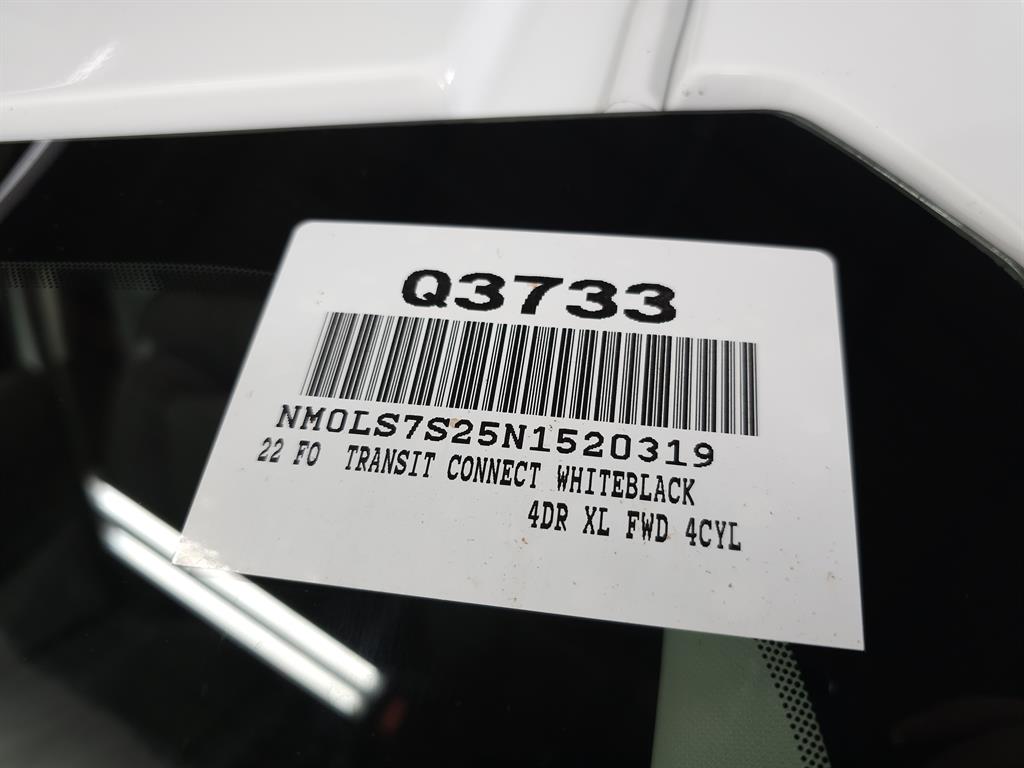 Q3733
NM0LS7S25N1520319
22 FO TRANSIT CONNECT WHITEBLACK
4DR XL FWD 4CYL